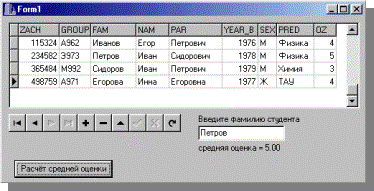 Form1
ZACH GROUP FAM NAM PAR YEAR_B SEX PRED OZ
115324 А962 Иванов Егор Петрович 1976 М Физика 4
234582 Э973 Петров Иван Сидорович 1978 М Физика 5
365484 М992 Сидоров Иван Петрович 1979 М Химия 3
498759 А971 Егорова Инна Егоровна 1977 Ж ТАУ 4
Введите фамилию студента
Петров
средняя оценка = 5.00
Расчёт средней оценки